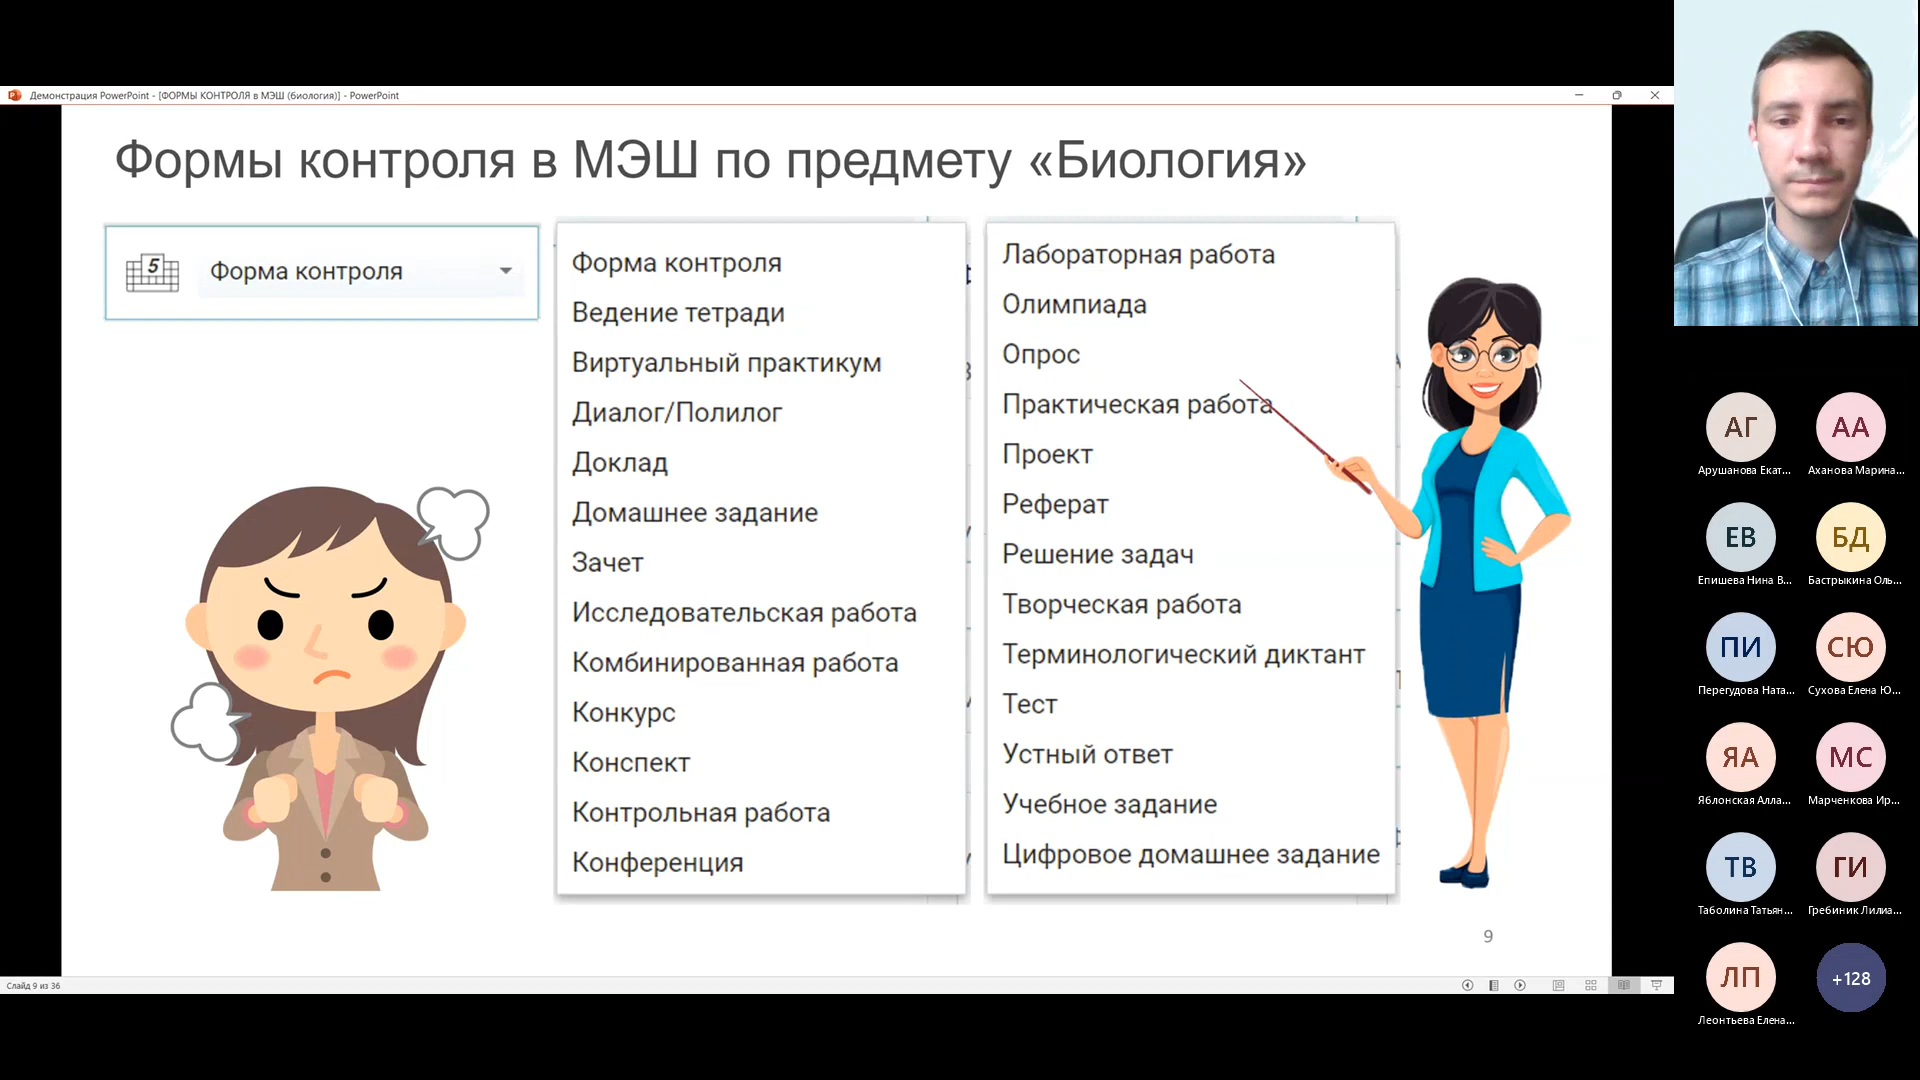 Демонстрация PowerPoint - [ФОРМЫ КОНТРОЛЯ в МЭШ (биология)] - PowerPoint
Формы контроля в МЭШ по предмету «Биология»
5
Форма контроля
Форма контроля
Ведение тетради
Виртуальный практикум
Диалог/Полилог
Доклад
Домашнее задание
Зачет
Исследовательская работа
Комбинированная работа
Конкурс
Конспект
Контрольная работа
Конференция
Лабораторная работа
Олимпиада
Опрос
Практическая работа
Проект
Реферат
Решение задач
Творческая работа
Терминологический диктант
Тест
Устный ответ
Учебное задание
Цифровое домашнее задание
9
Слайд 9 из 36
АГ
Арушанова Екат...
АА
Аханова Марина...
ЕВ
Епишева Нина В...
БД
Бастрыкина Оль...
ПИ
Перегудова Ната...
СЮ
Сухова Елена Ю...
ЯА
Яблонская Алла...
МС
Марченкова Ир...
ТВ
Таболина Татьян...
ГИ
Гребиник Лилиа...
ЛП
Леонтьева Елена...
+128